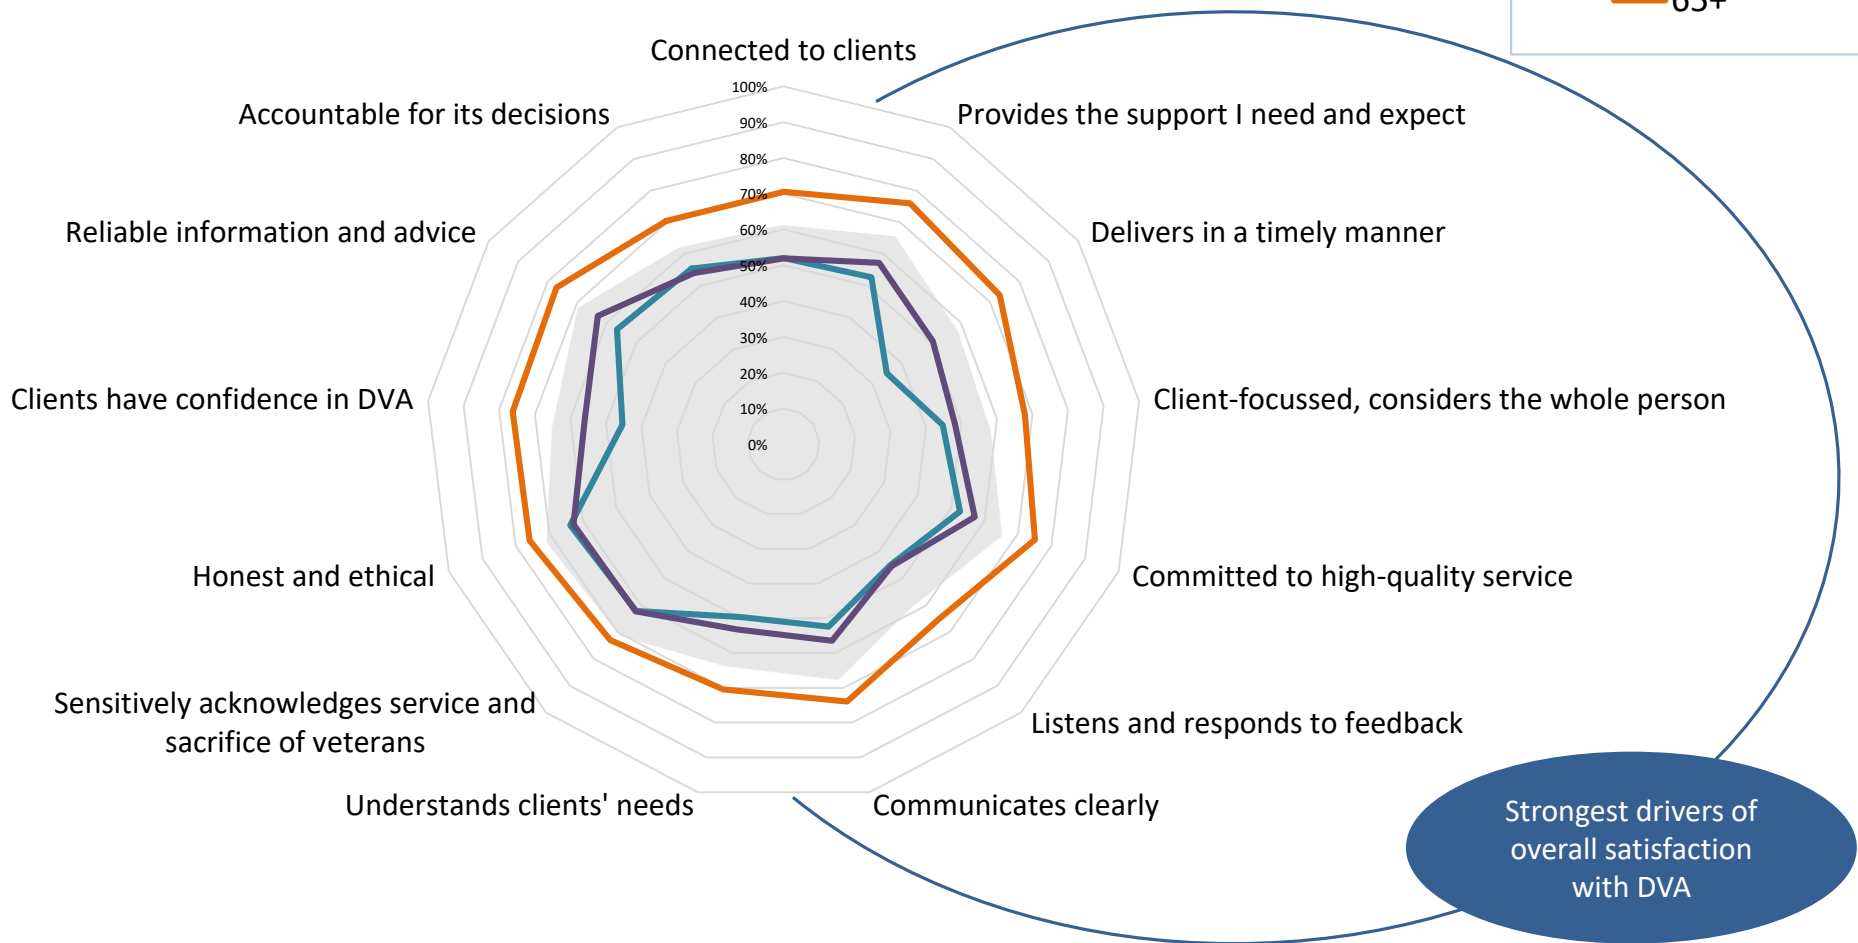 65+
Connected to clients
100%
Accountable for its decisions
Provides the support I need and expect
90%
80%
70%
Reliable information and advice
Delivers in a timely manner
60%
50%
40%
30%
Clients have confidence in DVA
Client-focussed, considers the whole person
20%
10%
0%
Honest and ethical
Committed to high-quality service
Sensitively acknowledges service and
sacrifice of veterans
Listens and responds to feedback
Understands clients' needs
Communicates clearly
Strongest drivers of
overall satisfaction
with DVA